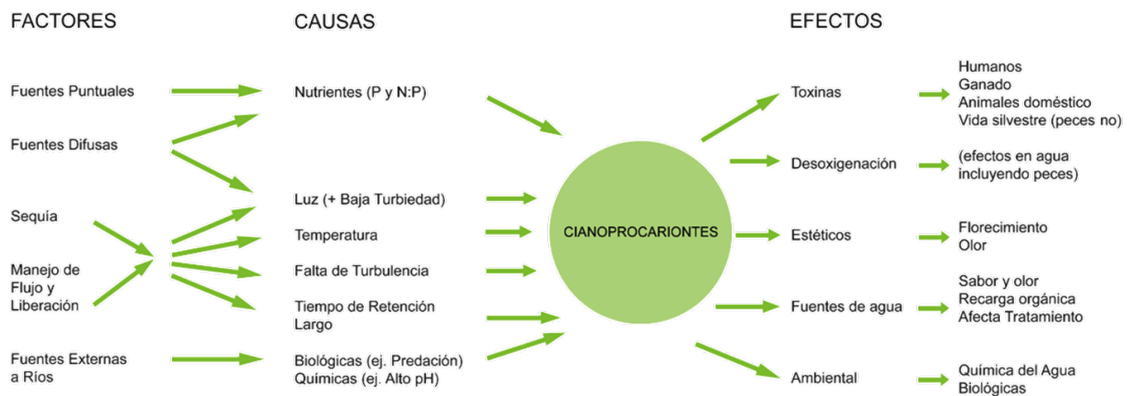 FACTORES
CAUSAS
EFECTOS
Fuentes Puntuales
Fuentes Difusas
Sequía
Manejo de
Flujo y
Liberación
Fuentes Externas
a Ríos
Nutrientes (P y N:P)
Luz (+ Baja Turbiedad)
Temperatura
Falta de Turbulencia
Tiempo de Retención
Largo
Biológicas (ej. Predación)
Químicas (ej. Alto pH)
CIANOPROCARIONTES
Toxinas
Humanos
Ganado
Animales doméstico
Vida silvestre (peces no)
Desoxigenación
(efectos en agua
incluyendo peces)
Estéticos
Florecimiento
Olor
Fuentes de agua
Sabor y olor
Recarga orgánica
Afecta Tratamiento
Ambiental
Química del Agua
Biológicas